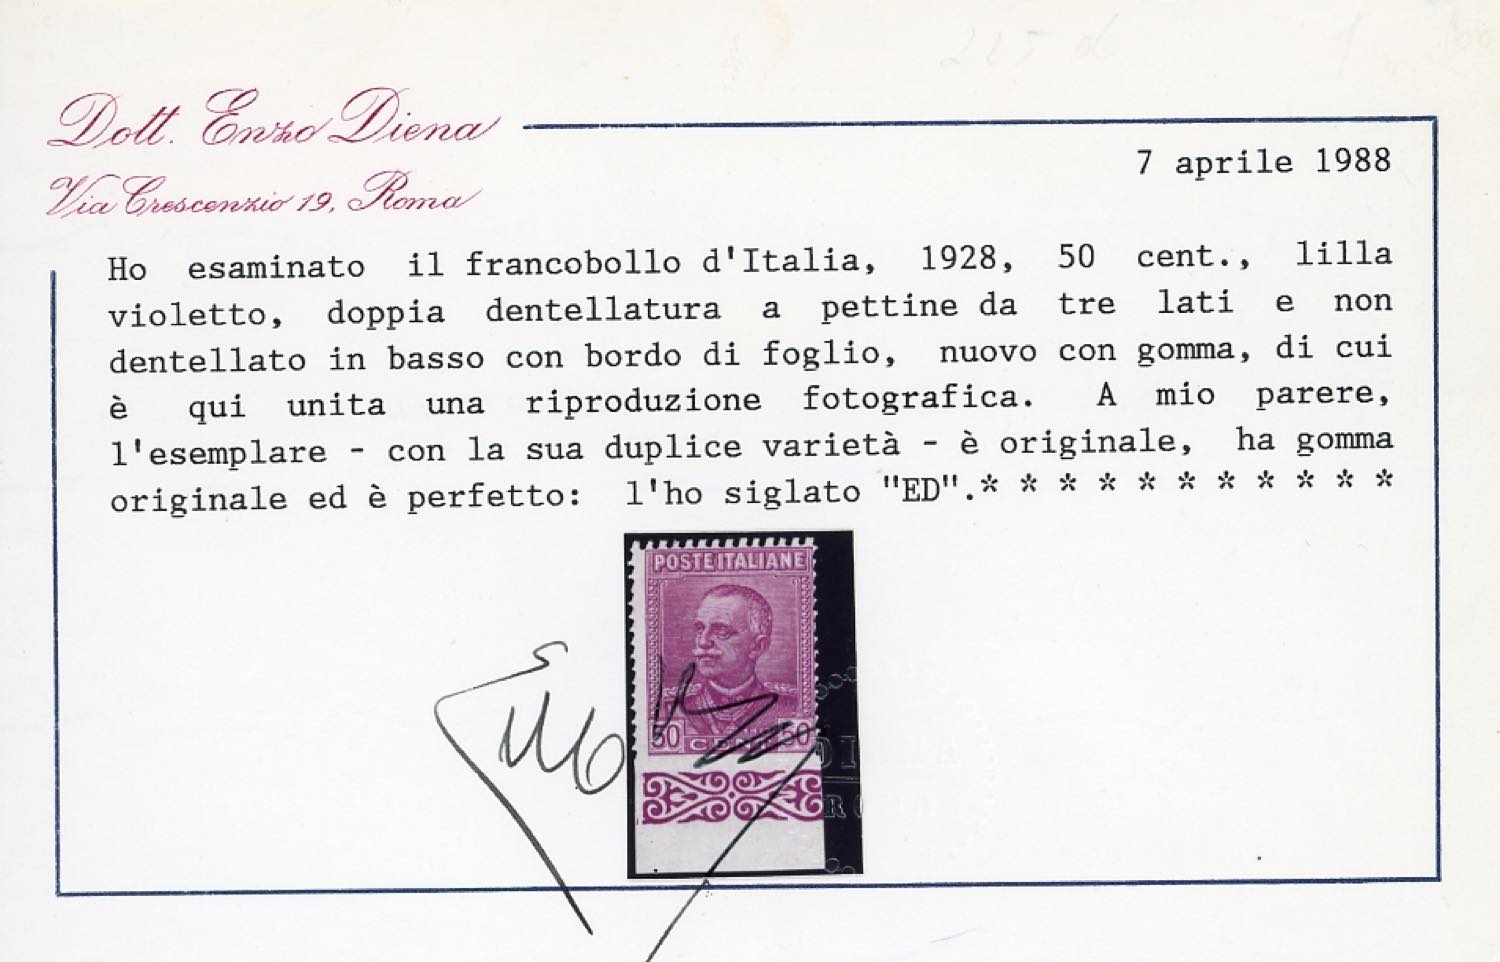 Dott. Enzo Diena
Via Crescenzio 19, Roma
7 aprile 1988
Ho esaminato il francobollo d'Italia, 1928, 50 cent., lilla
violetto, doppia dentellatura a pettine da tre lati e non
dentellato in basso con bordo di foglio, nuovo con gomma, di cui
è qui unita una riproduzione fotografica. A mio parere,
l'esemplare - con la sua duplice varietà - è originale, ha gomma
originale ed è perfetto: l'ho siglato "ED".* * * * * * * * * * *
POSTE ITALIANE
50 CENT. 50